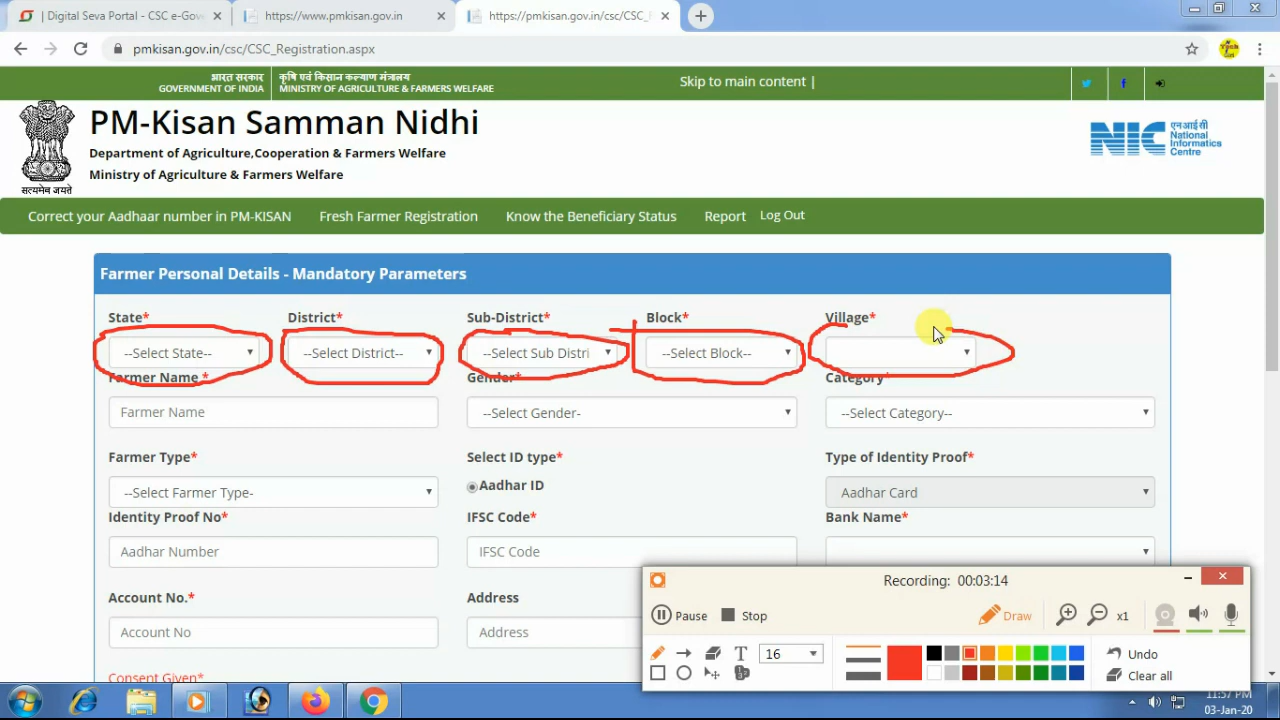 | Digital Seva Portal - CSC e-Gov
https://www.pmkisan.gov.in
https://pmkisan.gov.in/csc/CSC_
pmkisan.gov.in/csc/CSC_Registration.aspx
भारत सरकार
GOVERNMENT OF INDIA
कृषि एवं किसान कल्याण मंत्रालय
MINISTRY OF AGRICULTURE & FARMERS WELFARE
Skip to main content |
PM-Kisan Samman Nidhi
Department of Agriculture,Cooperation & Farmers Welfare
Ministry of Agriculture & Farmers Welfare
सत्यमेव जयते
NIC
एन आई सी
National
Informatics
Centre
Correct your Aadhaar number in PM-KISAN
Fresh Farmer Registration
Know the Beneficiary Status
Report
Log Out
Farmer Personal Details - Mandatory Parameters
State*
District*
Sub-District*
Block*
Village*
--Select State--
--Select District--
--Select Sub Distri
--Select Block--
Farmer Name *
Gender*
Category*
Farmer Name
--Select Gender-
--Select Category--
Farmer Type*
Select ID type*
Type of Identity Proof*
--Select Farmer Type-
Aadhar ID
Aadhar Card
Identity Proof No*
IFSC Code*
Bank Name*
Aadhar Number
IFSC Code
Account No.*
Address
Account No
Address
Consent Given*
Recording: 00:03:14
Pause
Stop
Draw
x1
T
16
Undo
Clear all
11:57 PM
03-Jan-20